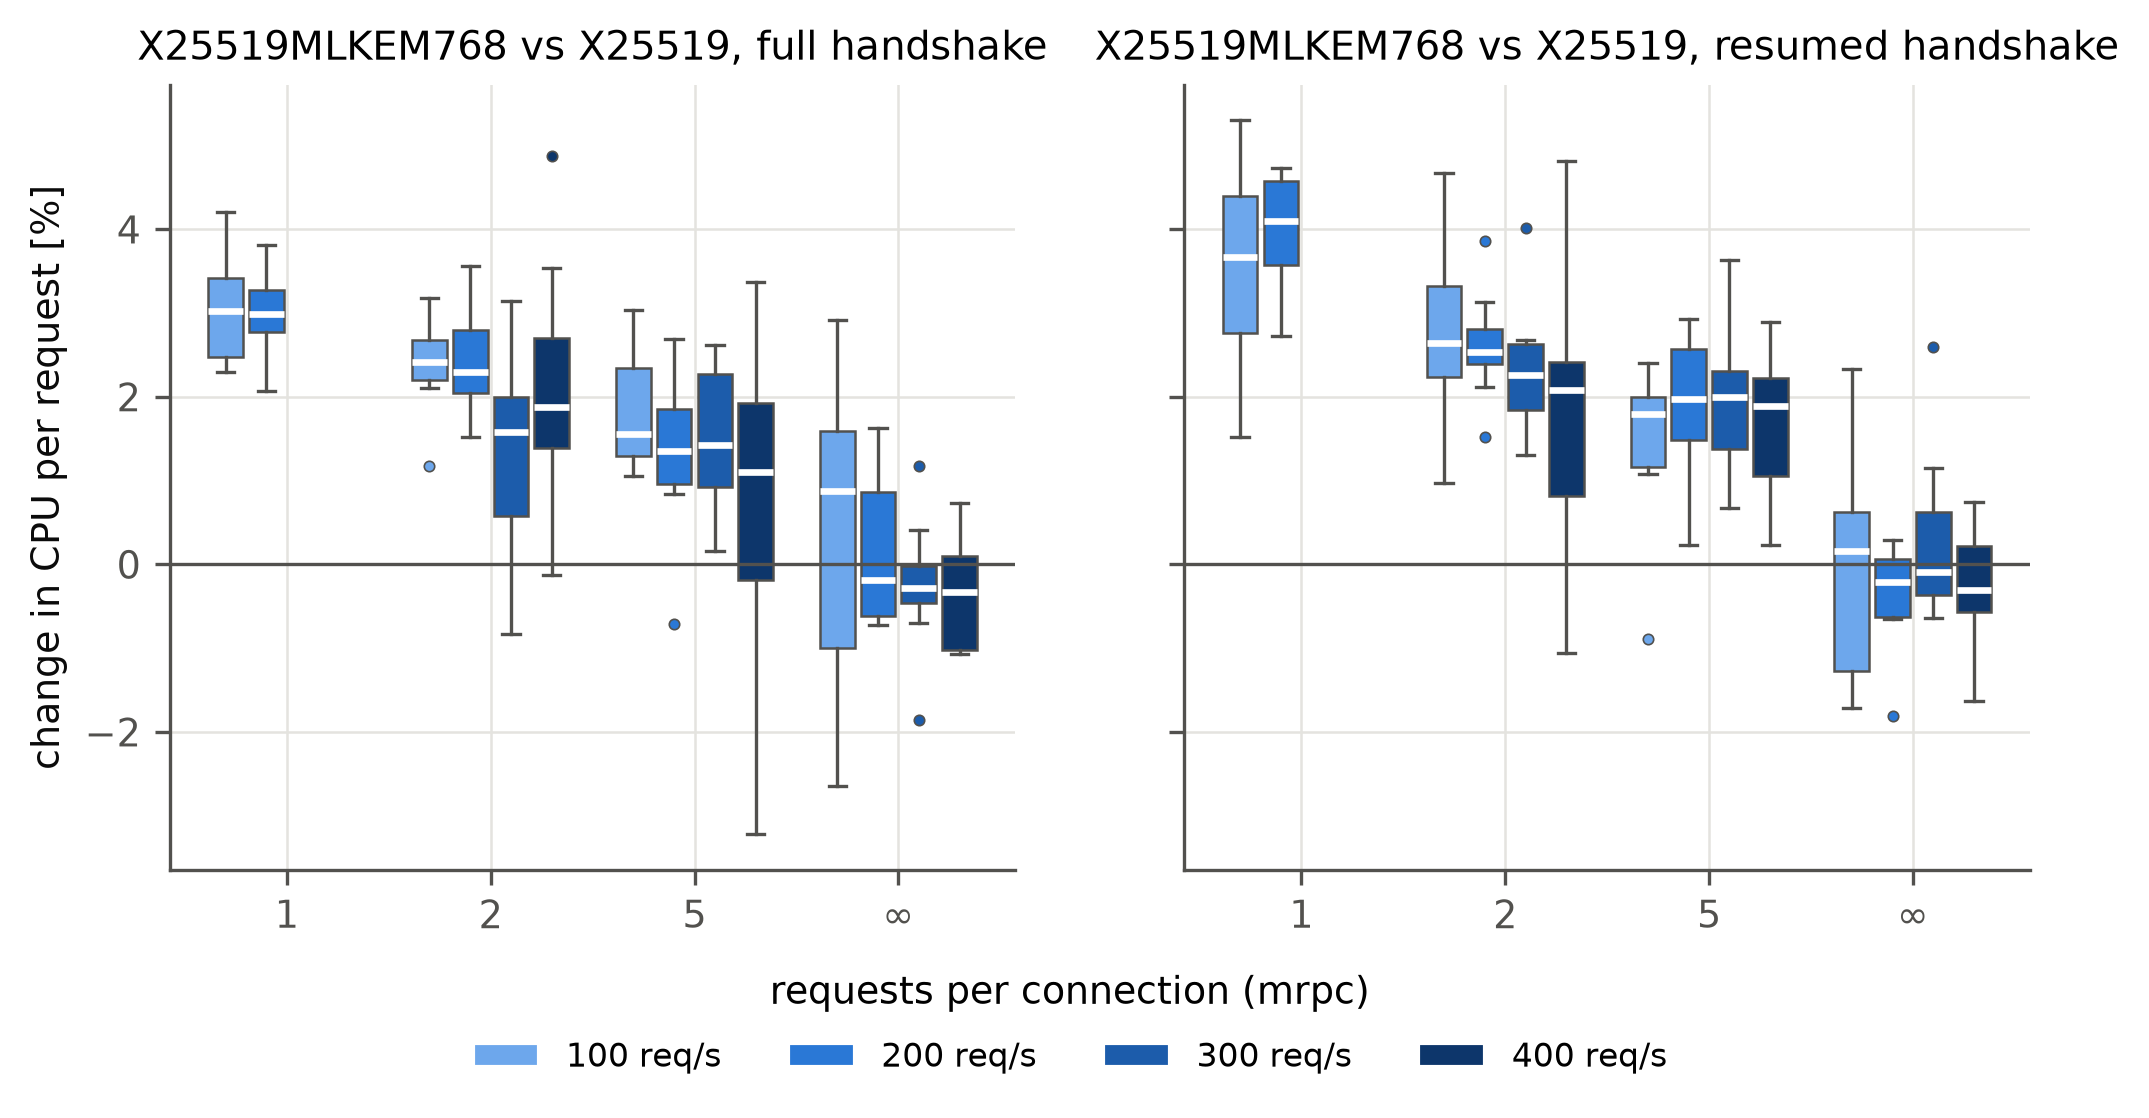 X25519MLKEM768 vs X25519, full handshake
X25519MLKEM768 vs X25519, resumed handshake
change in CPU per request [%]
4
2
0
−2
1 2 5 ∞
1 2 5 ∞
requests per connection (mrpc)
100 req/s 200 req/s 300 req/s 400 req/s